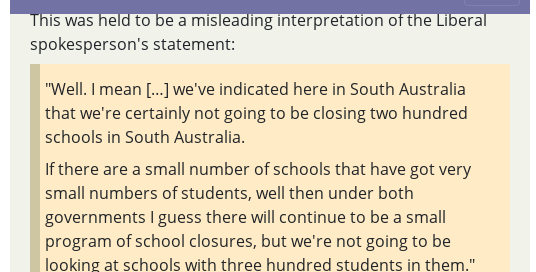 This was held to be a misleading interpretation of the Liberal
spokesperson's statement:
"Well. I mean [...] we've indicated here in South Australia
that we're certainly not going to be closing two hundred
schools in South Australia.
If there are a small number of schools that have got very
small numbers of students, well then under both
governments I guess there will continue to be a small
program of school closures, but we're not going to be
looking at schools with three hundred students in them."